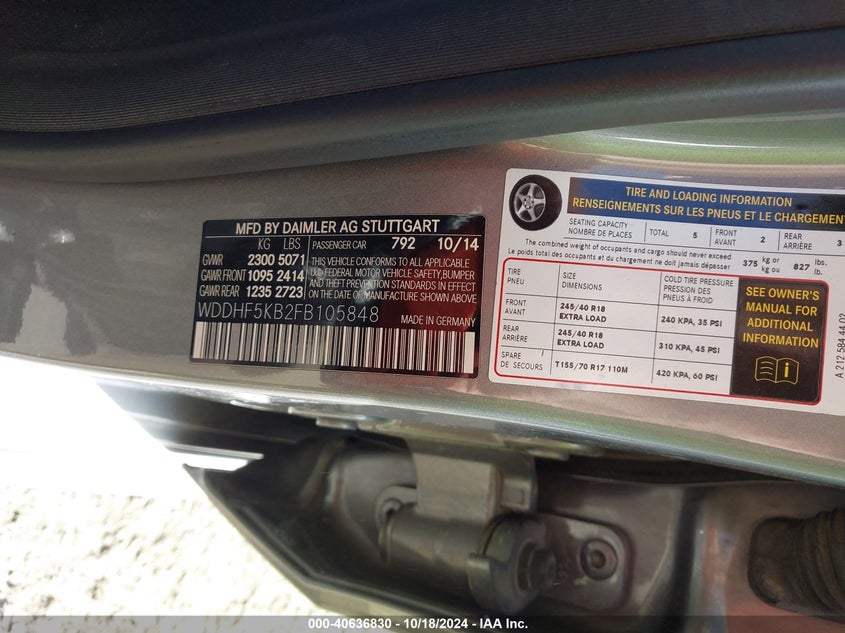 MFD BY DAIMLER AG STUTTGART
KG LBS PASSENGER CAR 792 10/14
GVWR 2300 5071 THIS VEHICLE CONFORMS TO ALL APPLICABLE
GAWR FRONT 1095 2414 U.S. FEDERAL MOTOR VEHICLE SAFETY, BUMPER
GAWR REAR 1235 2723 AND THEFT PREVENTION STANDARDS IN EFFECT
ON THE DATE OF MANUFACTURE SHOWN ABOVE
WDDHF5KB2FB105848
MADE IN GERMANY
TIRE AND LOADING INFORMATION
RENSEIGNEMENTS SUR LES PNEUS ET LE CHARGEMENT
SEATING CAPACITY
NOMBRE DE PLACES
TOTAL 5
FRONT
AVANT
2
REAR
ARRIÈRE
3
The combined weight of occupants and cargo should never exceed
Le poids total des occupants et du chargement ne doit jamais dépasser
375 kg or
kg ou
827 lb.
lb.
TIRE
PNEU
SIZE
DIMENSIONS
COLD TIRE PRESSURE
PRESSION DES
PNEUS À FROID
FRONT
AVANT
245/40 R18
EXTRA LOAD
240 KPA, 35 PSI
REAR
ARRIÈRE
245/40 R18
EXTRA LOAD
310 KPA, 45 PSI
SPARE
DE SECOURS
T155/70 R17 110M
420 KPA, 60 PSI
SEE OWNER'S
MANUAL FOR
ADDITIONAL
INFORMATION
A 212 584 44 02
000-40636830 - 10/18/2024 - IAA Inc.